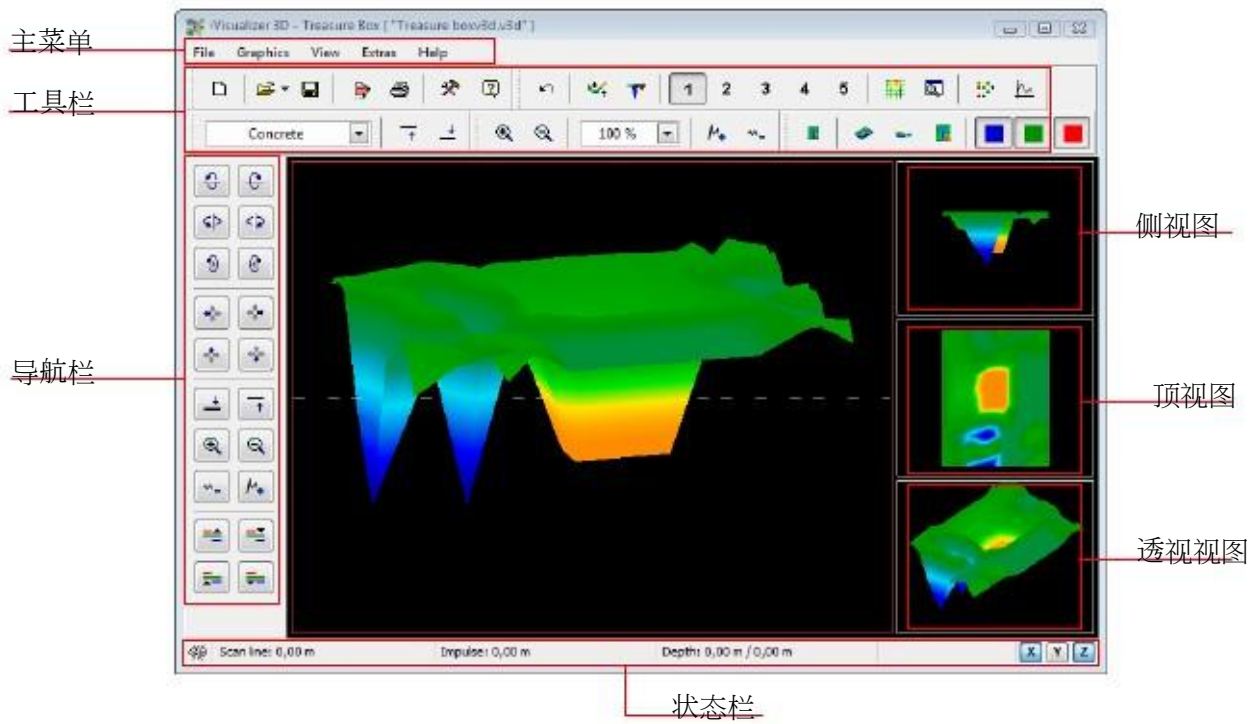 Visualizer 3D - Treasure Box [ "Treasure boxv3d.v3d" ]
主菜单
File Graphics View Extras Help
工具栏
1 2 3 4 5
Concrete 100 %
侧视图
导航栏
顶视图
透视视图
Scan line: 0,00 m Impulse: 0,00 m Depth: 0,00 m / 0,00 m X Y Z
状态栏